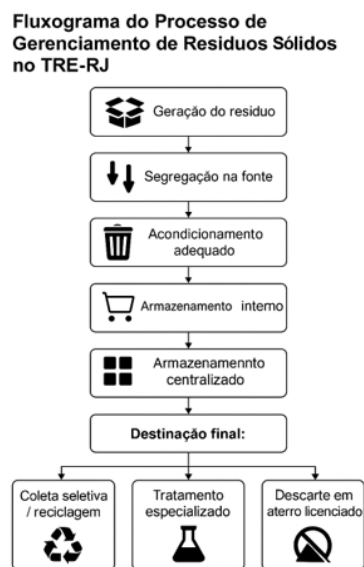 Fluxograma do Processo de
Gerenciamento de Residuos Sólidos
no TRE-RJ
Geração do residuo
Segregação na fonte
Acondicionamento
adequado
Armazenamento interno
Armazenamennto
centralizado
Destinação final:
Coleta seletiva
/ reciclagem
Tratamento
especializado
Descarte em
aterro licenciado